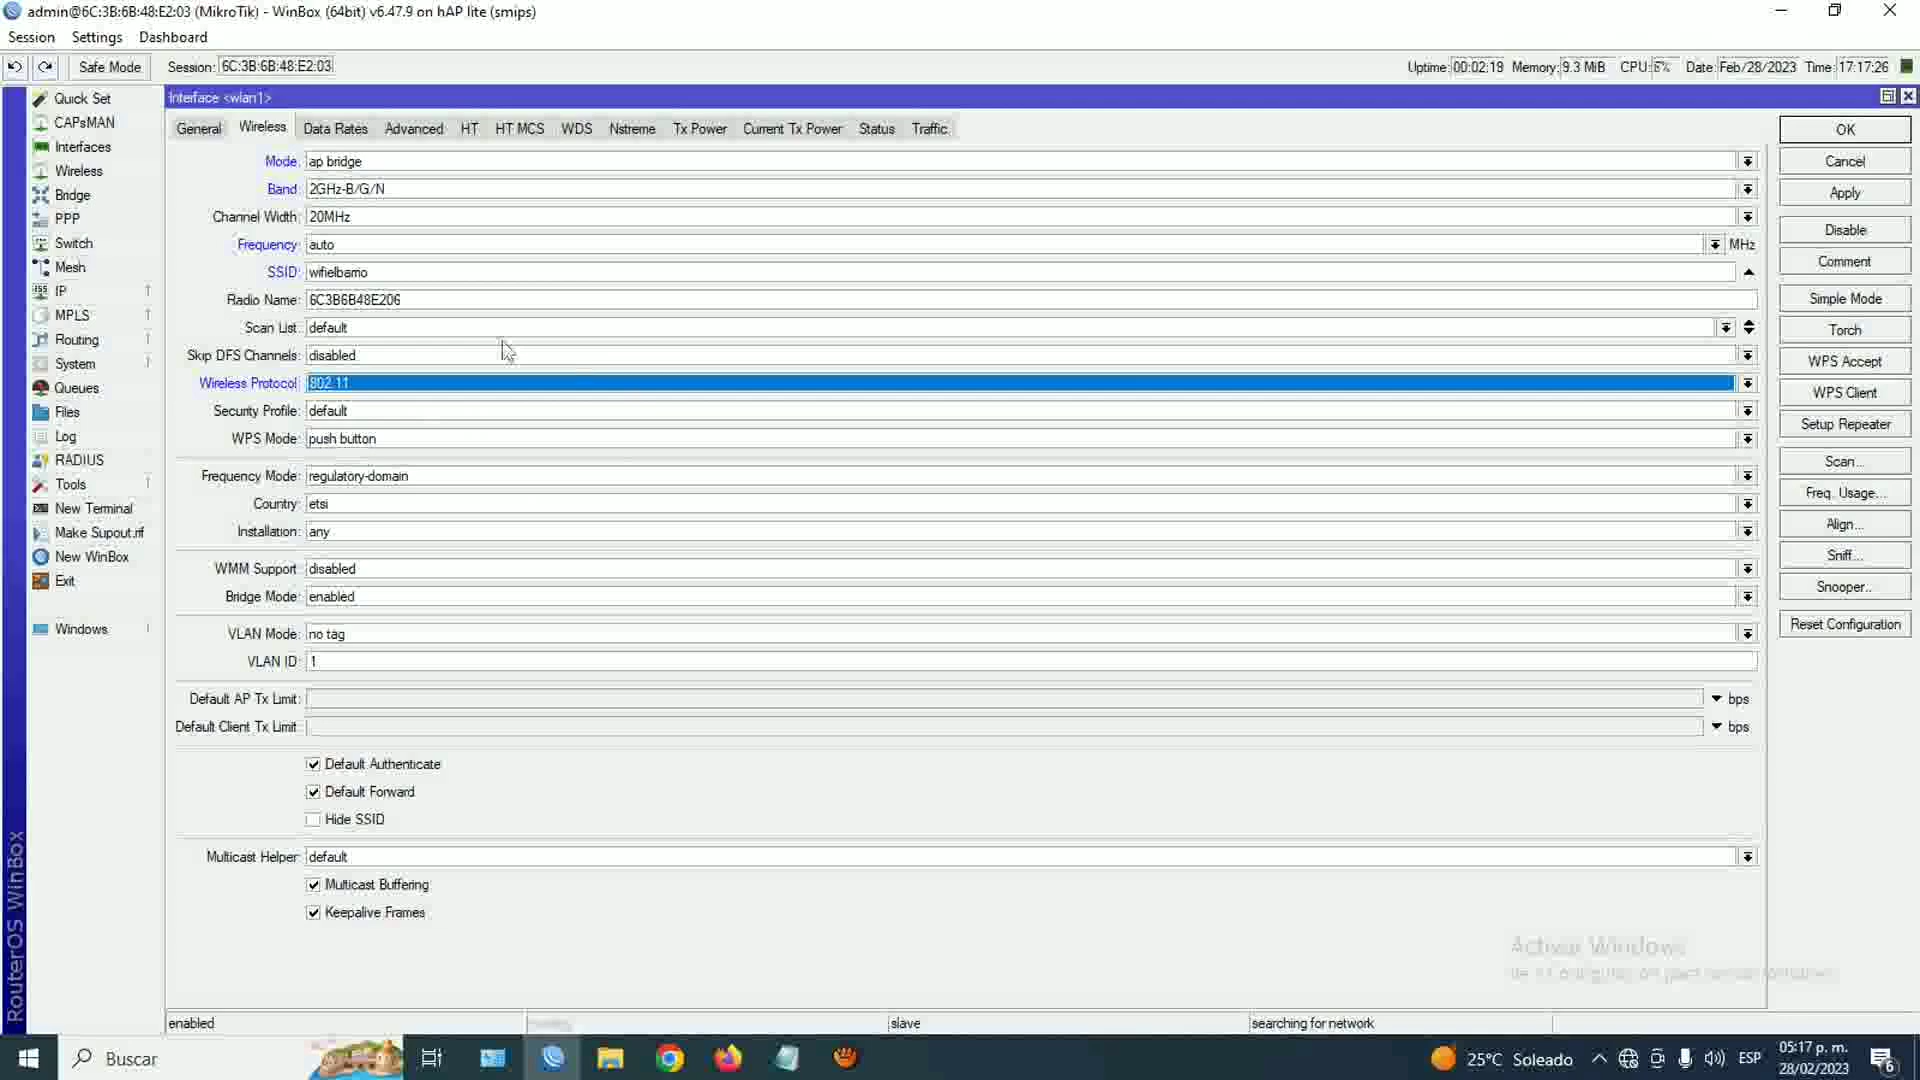 admin@6C:3B:6B:48:E2:03 (MikroTik) - WinBox (64bit) v6.47.9 on hAP lite (smips)
Session Settings Dashboard
Safe Mode Session: 6C:3B:6B:48:E2:03 Uptime: 00:02:19 Memory: 9.3 MiB CPU: 6% Date: Feb/28/2023 Time: 17:17:26
Quick Set
CAPsMAN
Interfaces
Wireless
Bridge
PPP
Switch
Mesh
IP
MPLS
Routing
System
Queues
Files
Log
RADIUS
Tools
New Terminal
Make Supout.rif
New WinBox
Exit
Windows
RouterOS WinBox
Interface <wlan1>
General Wireless Data Rates Advanced HT HT MCS WDS Nstreme Tx Power Current Tx Power Status Traffic
Mode: ap bridge
Band: 2GHz-B/G/N
Channel Width: 20MHz
Frequency: auto MHz
SSID: wifielbarrio
Radio Name: 6C3B6B48E206
Scan List: default
Skip DFS Channels: disabled
Wireless Protocol: 802.11
Security Profile: default
WPS Mode: push button
Frequency Mode: regulatory-domain
Country: etsi
Installation: any
WMM Support: disabled
Bridge Mode: enabled
VLAN Mode: no tag
VLAN ID: 1
Default AP Tx Limit: bps
Default Client Tx Limit: bps
Default Authenticate
Default Forward
Hide SSID
Multicast Helper: default
Multicast Buffering
Keepalive Frames
OK
Cancel
Apply
Disable
Comment
Simple Mode
Torch
WPS Accept
WPS Client
Setup Repeater
Scan...
Freq. Usage...
Align...
Sniff...
Snooper...
Reset Configuration
Activar Windows
enabled slave searching for network
Buscar
25°C Soleado ESP
05:17 p. m.
28/02/2023
6